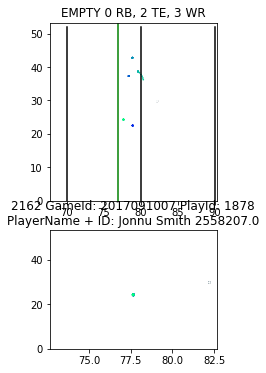 EMPTY 0 RB, 2 TE, 3 WR
50
40
30
20
10
0
70 75 80 85 90
2162 GameId: 2017091007 PlayId: 1878
PlayerName + ID: Jonnu Smith 2558207.0
40
20
0
75.0 77.5 80.0 82.5